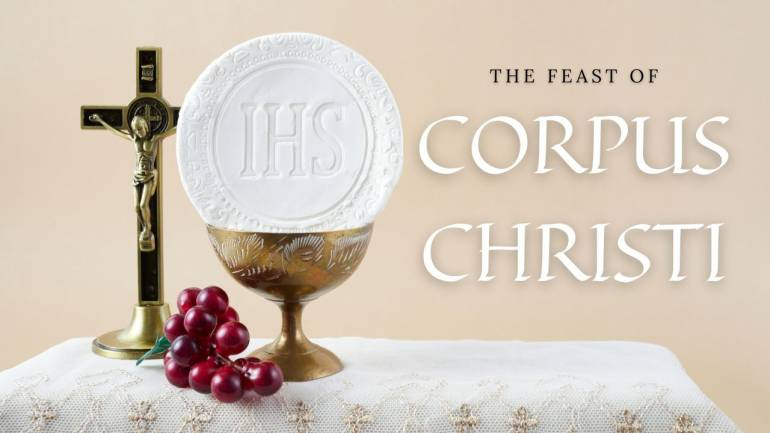 THE FEAST OF
CORPUS
CHRISTI
IHS